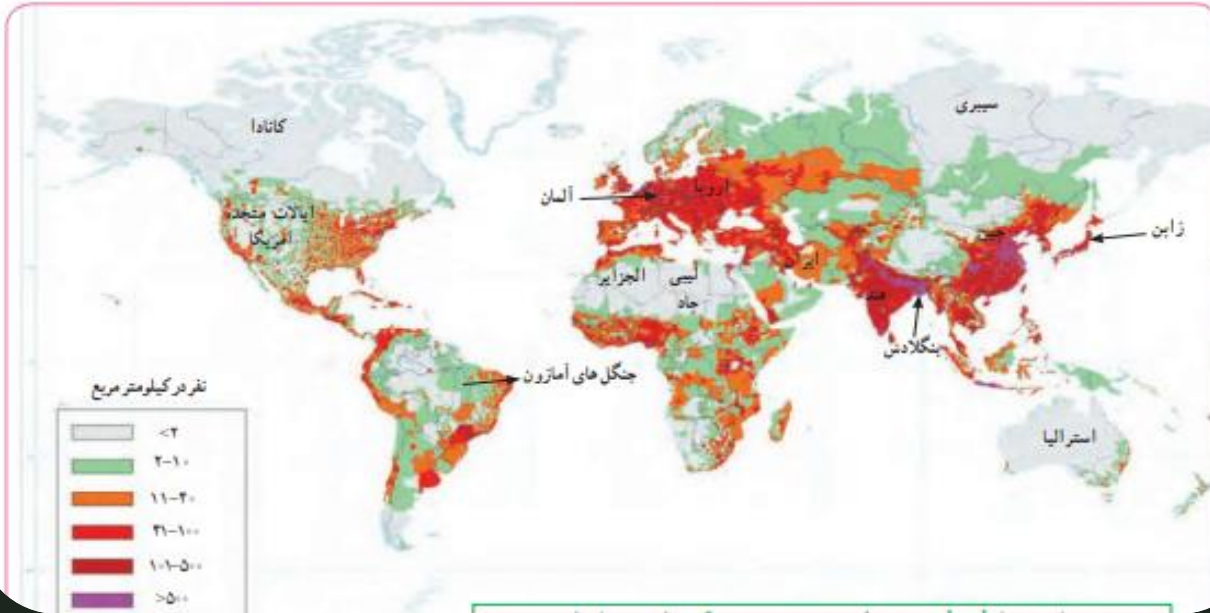 کانادا
سیبری
ایالات متحده
آمریکا
آلمان
اروپا
ژاپن
چین
ایران
الجزایر
لیبی
چاد
هند
بنگلادش
جنگل های آمازون
استرالیا
نفر در کیلومتر مربع
<۲
۲-۱۰
۱۱-۴۰
۴۱-۱۰۰
۱۰۱-۵۰۰
>۵۰۰